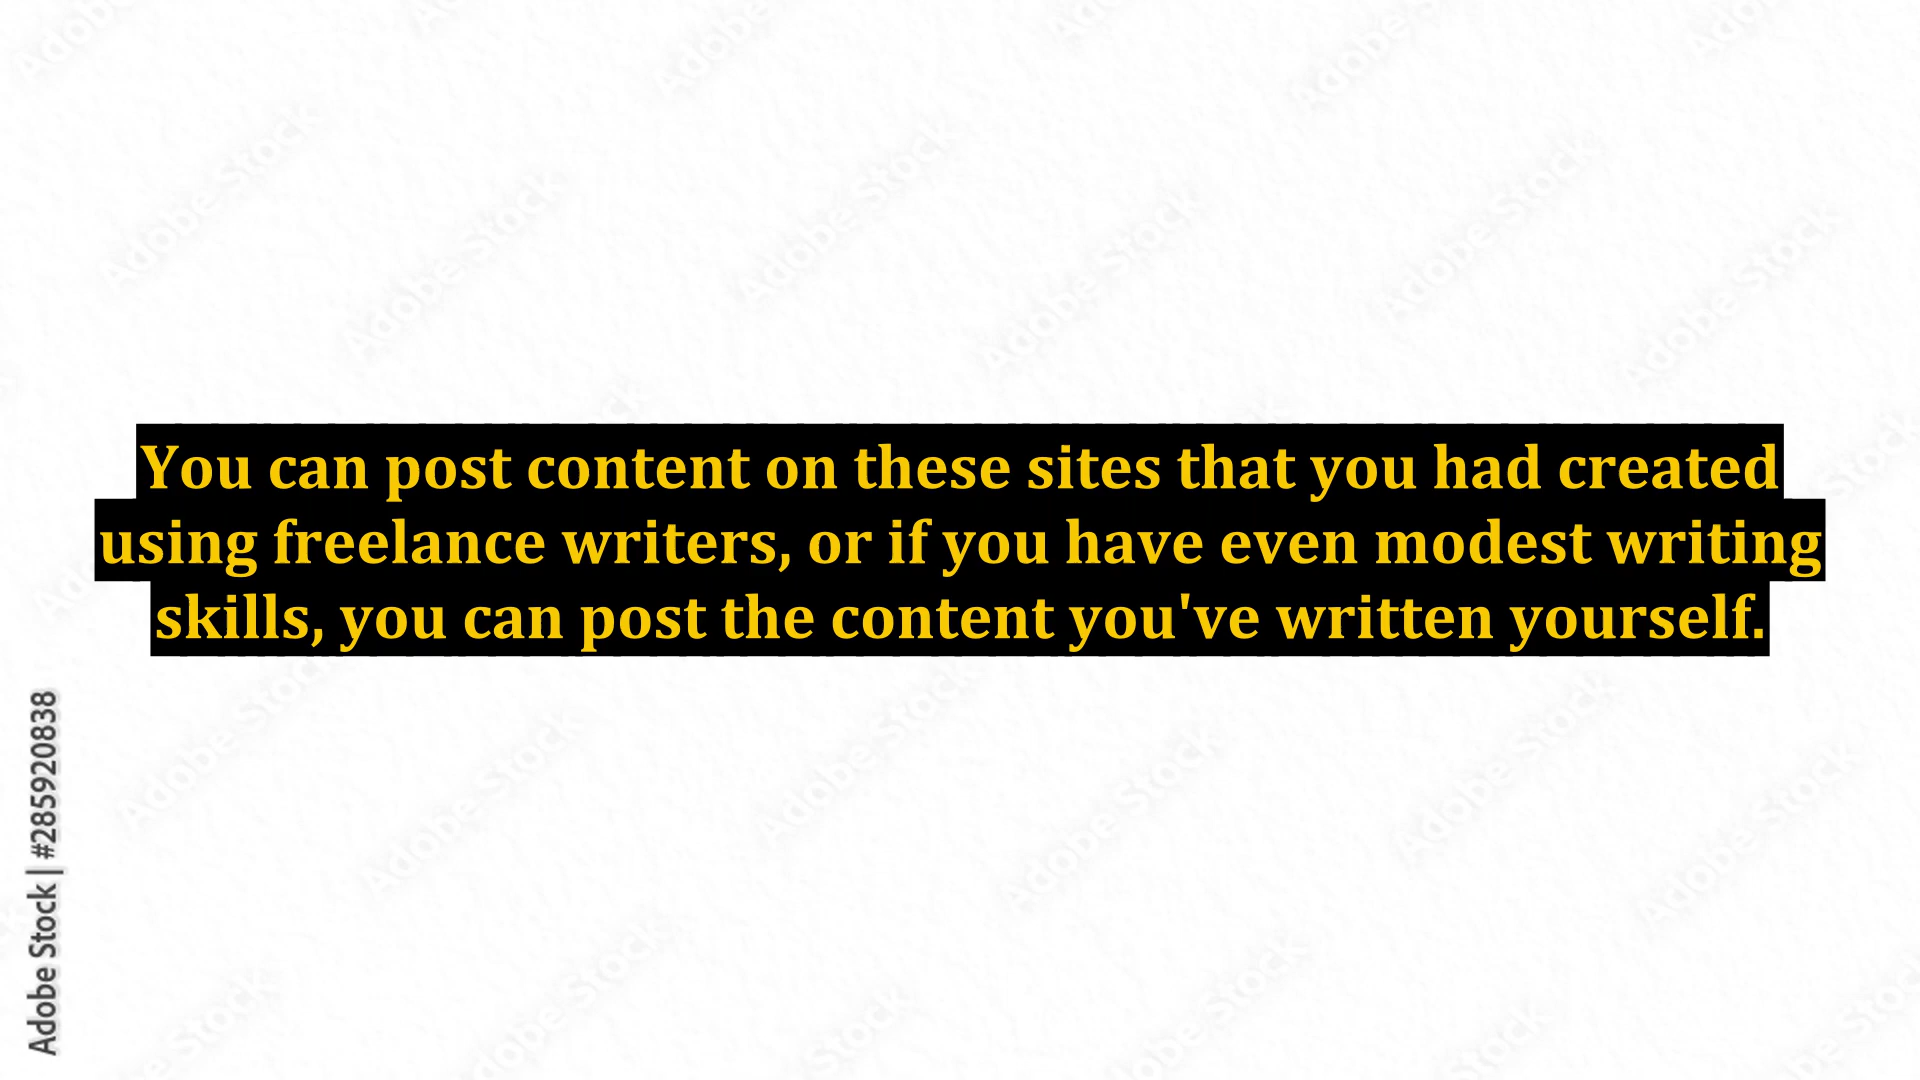 You can post content on these sites that you had created
using freelance writers, or if you have even modest writing
skills, you can post the content you've written yourself.
Adobe Stock | #285920838